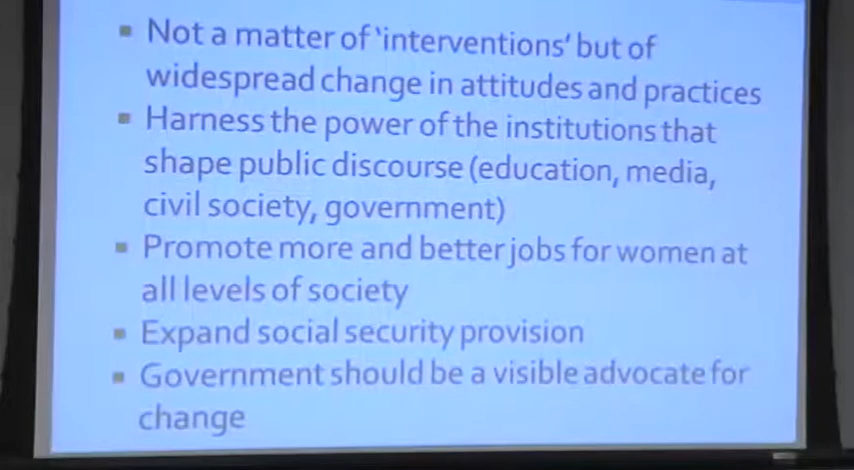 ▪ Not a matter of 'interventions' but of
widespread change in attitudes and practices
▪ Harness the power of the institutions that
shape public discourse (education, media,
civil society, government)
▪ Promote more and better jobs for women at
all levels of society
▪ Expand social security provision
▪ Government should be a visible advocate for
change